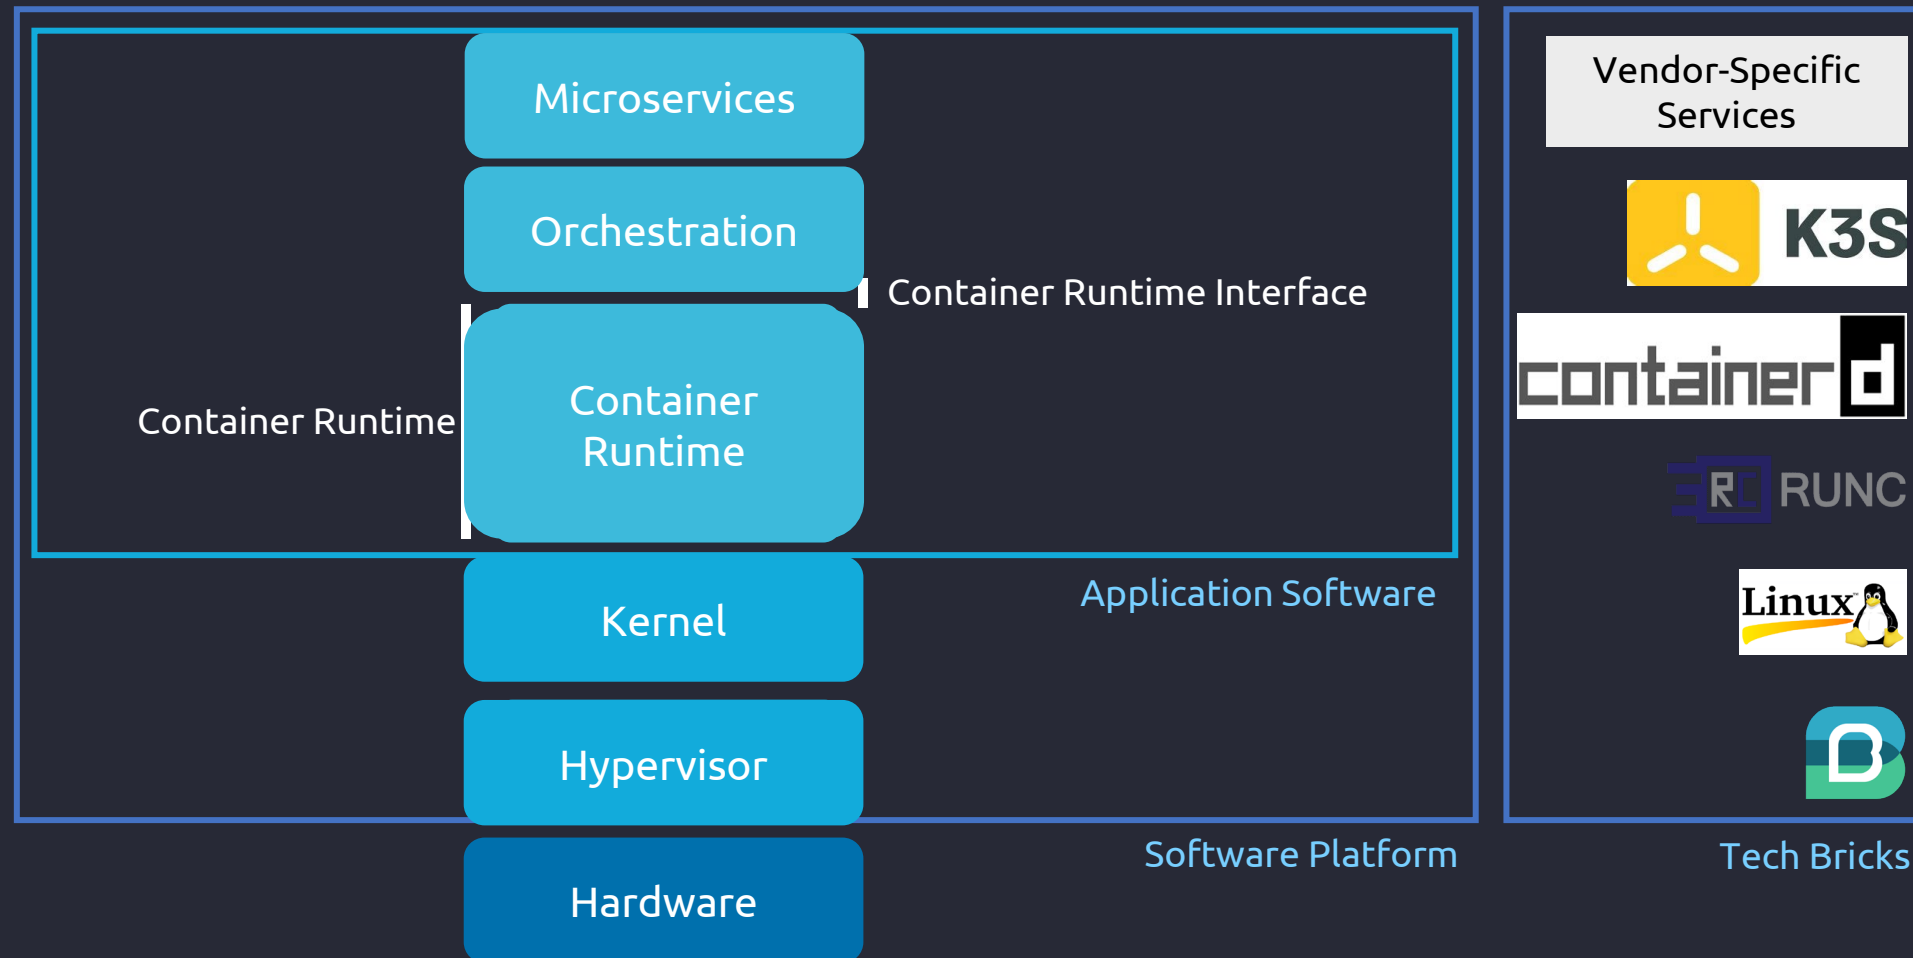 Microservices
Orchestration
Container Runtime Interface
Container Runtime
Container
Runtime
Kernel
Hypervisor
Hardware
Application Software
Software Platform
Vendor-Specific
Services
K3S
containerd
RC RUNC
Linux
B
Tech Bricks